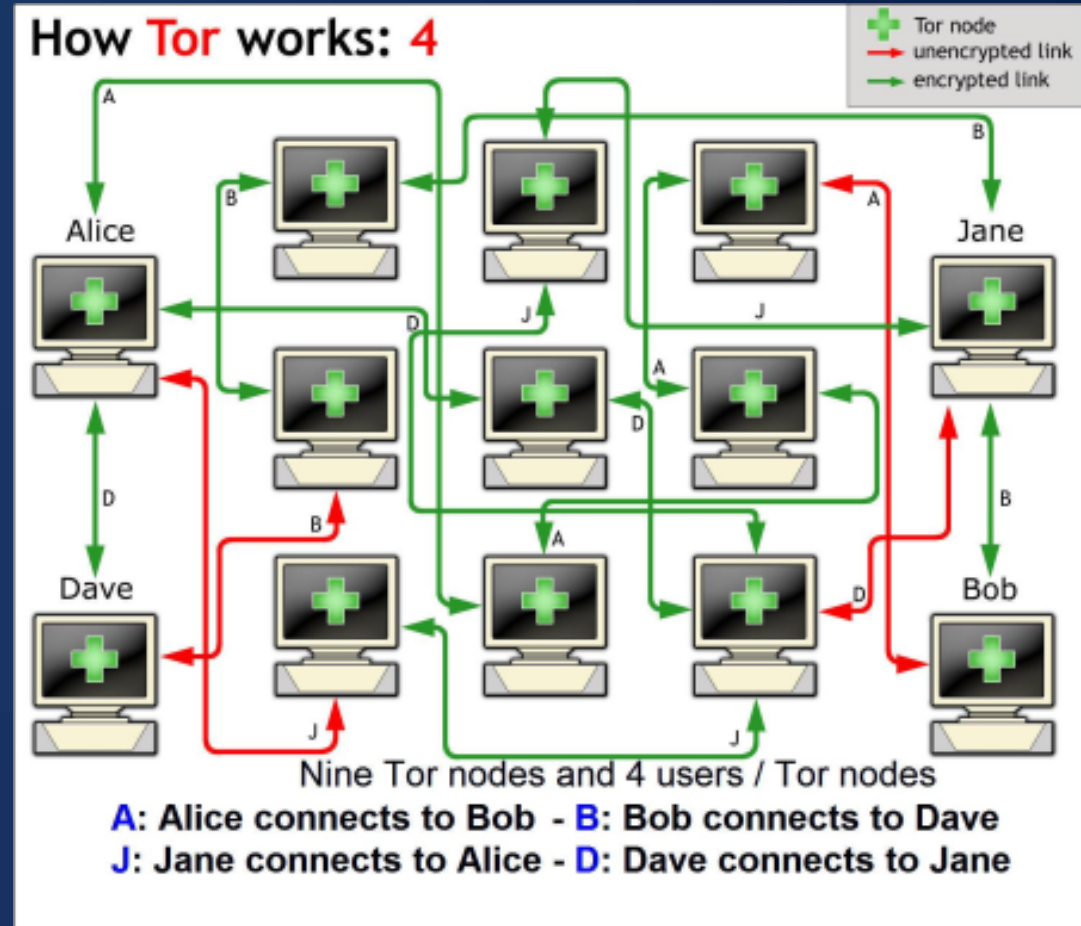 How Tor works: 4
Tor node
unencrypted link
encrypted link
A
B
B
A
Alice
Jane
J
D
J
A
D
D
B
B
A
Dave
D
Bob
J
J
Nine Tor nodes and 4 users / Tor nodes
A: Alice connects to Bob - B: Bob connects to Dave
J: Jane connects to Alice - D: Dave connects to Jane